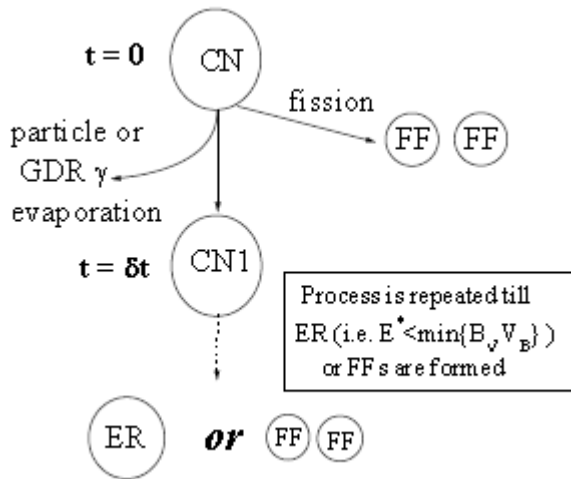 t = 0
CN
fission
FF FF
particle or
GDR γ
evaporation
t = δt
CN1
Process is repeated till
ER (i.e. E*<min{B_ν V_B})
or FFs are formed
ER or FF FF